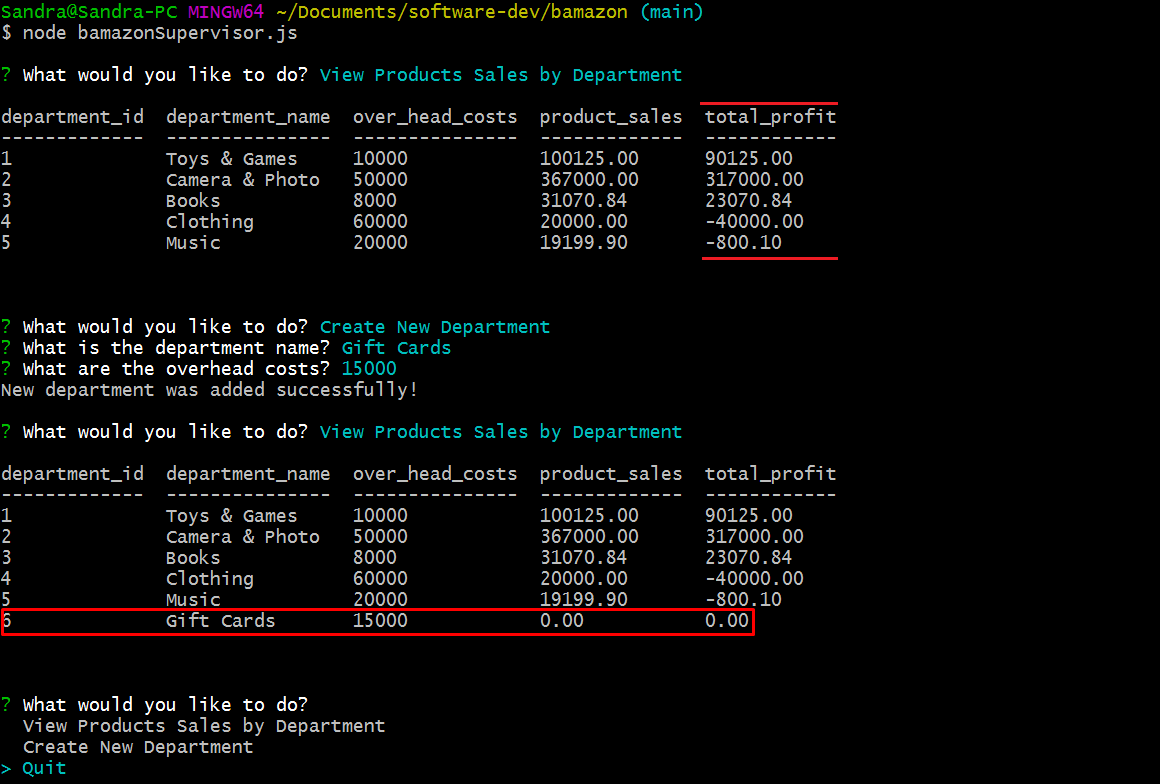 Sandra@Sandra-PC MINGW64 ~/Documents/software-dev/bamazon (main)
$ node bamazonSupervisor.js
? What would you like to do? View Products Sales by Department
department_id  department_name  over_head_costs  product_sales  total_profit
-------------  ---------------  ---------------  -------------  ------------
1              Toys & Games     10000            100125.00      90125.00
2              Camera & Photo   50000            367000.00      317000.00
3              Books            8000             31070.84       23070.84
4              Clothing         60000            20000.00       -40000.00
5              Music            20000            19199.90       -800.10
? What would you like to do? Create New Department
? What is the department name? Gift Cards
? What are the overhead costs? 15000
New department was added successfully!
? What would you like to do? View Products Sales by Department
department_id  department_name  over_head_costs  product_sales  total_profit
-------------  ---------------  ---------------  -------------  ------------
1              Toys & Games     10000            100125.00      90125.00
2              Camera & Photo   50000            367000.00      317000.00
3              Books            8000             31070.84       23070.84
4              Clothing         60000            20000.00       -40000.00
5              Music            20000            19199.90       -800.10
6              Gift Cards       15000            0.00           0.00
? What would you like to do?
  View Products Sales by Department
  Create New Department
> Quit